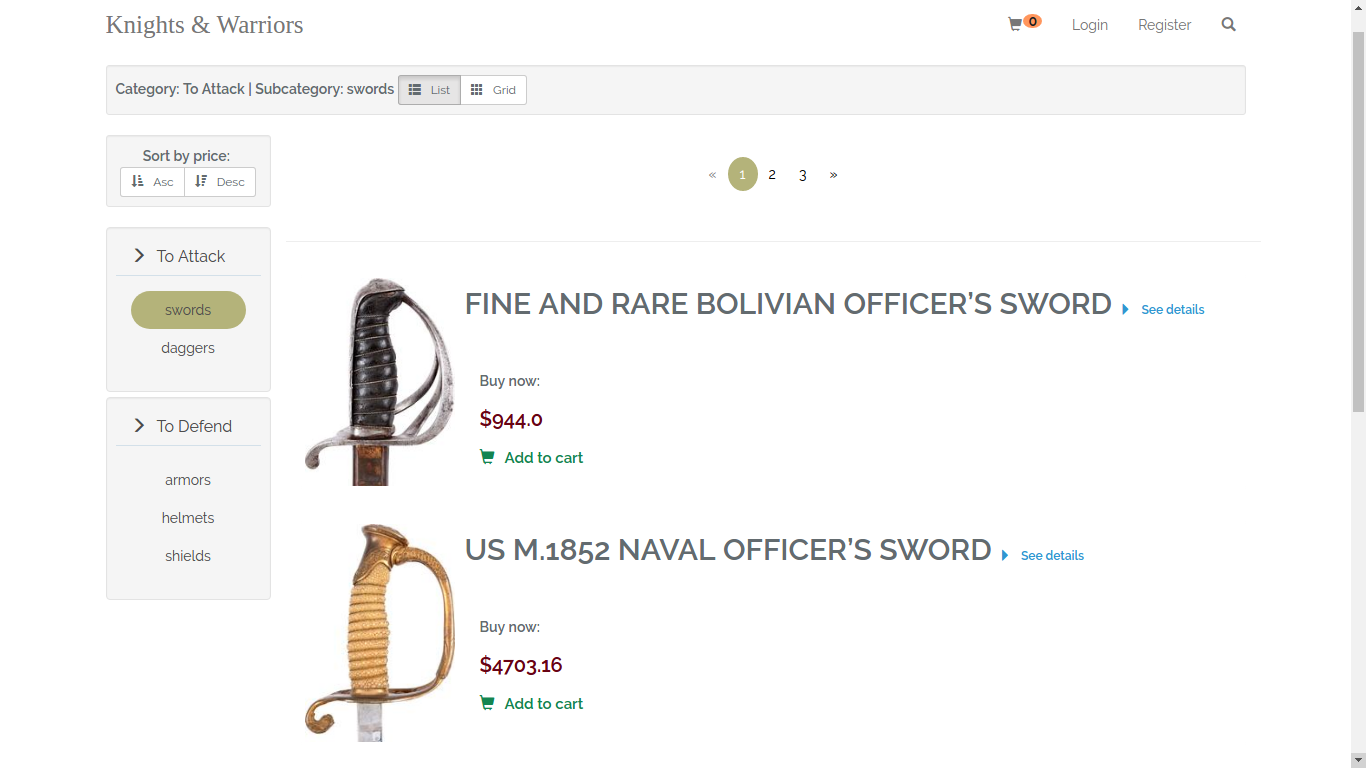 Knights & Warriors
0
Login
Register
Category: To Attack | Subcategory: swords
List
Grid
Sort by price:
Asc
Desc
« 1 2 3 »
To Attack
swords
daggers
To Defend
armors
helmets
shields
FINE AND RARE BOLIVIAN OFFICER’S SWORD
See details
Buy now:
$944.0
Add to cart
US M.1852 NAVAL OFFICER’S SWORD
See details
Buy now:
$4703.16
Add to cart